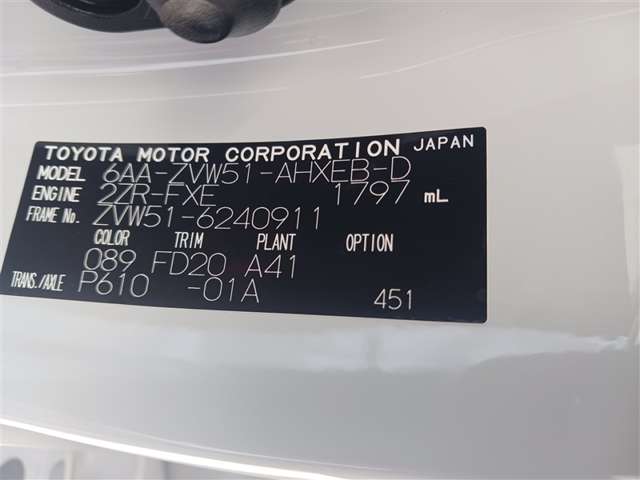 TOYOTA MOTOR CORPORATION JAPAN
MODEL 6AA-ZVW51-AHXEB-D
ENGINE 2ZR-FXE 1797 mL
FRAME No. ZVW51-6240911
COLOR TRIM PLANT OPTION
089 FD20 A41
TRANS./AXLE P610 -01A 451